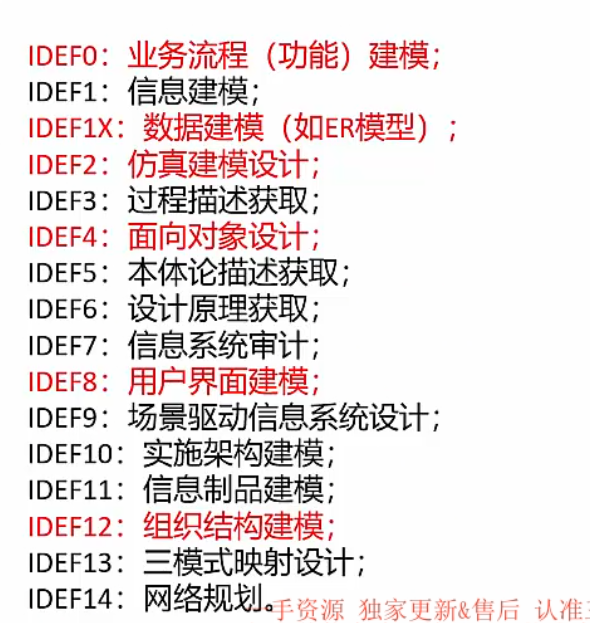 IDEF0：业务流程（功能）建模；
IDEF1：信息建模；
IDEF1X：数据建模（如ER模型）；
IDEF2：仿真建模设计；
IDEF3：过程描述获取；
IDEF4：面向对象设计；
IDEF5：本体论描述获取；
IDEF6：设计原理获取；
IDEF7：信息系统审计；
IDEF8：用户界面建模；
IDEF9：场景驱动信息系统设计；
IDEF10：实施架构建模；
IDEF11：信息制品建模；
IDEF12：组织结构建模；
IDEF13：三模式映射设计；
IDEF14：网络规划。
一手资源 独家更新&售后 认准